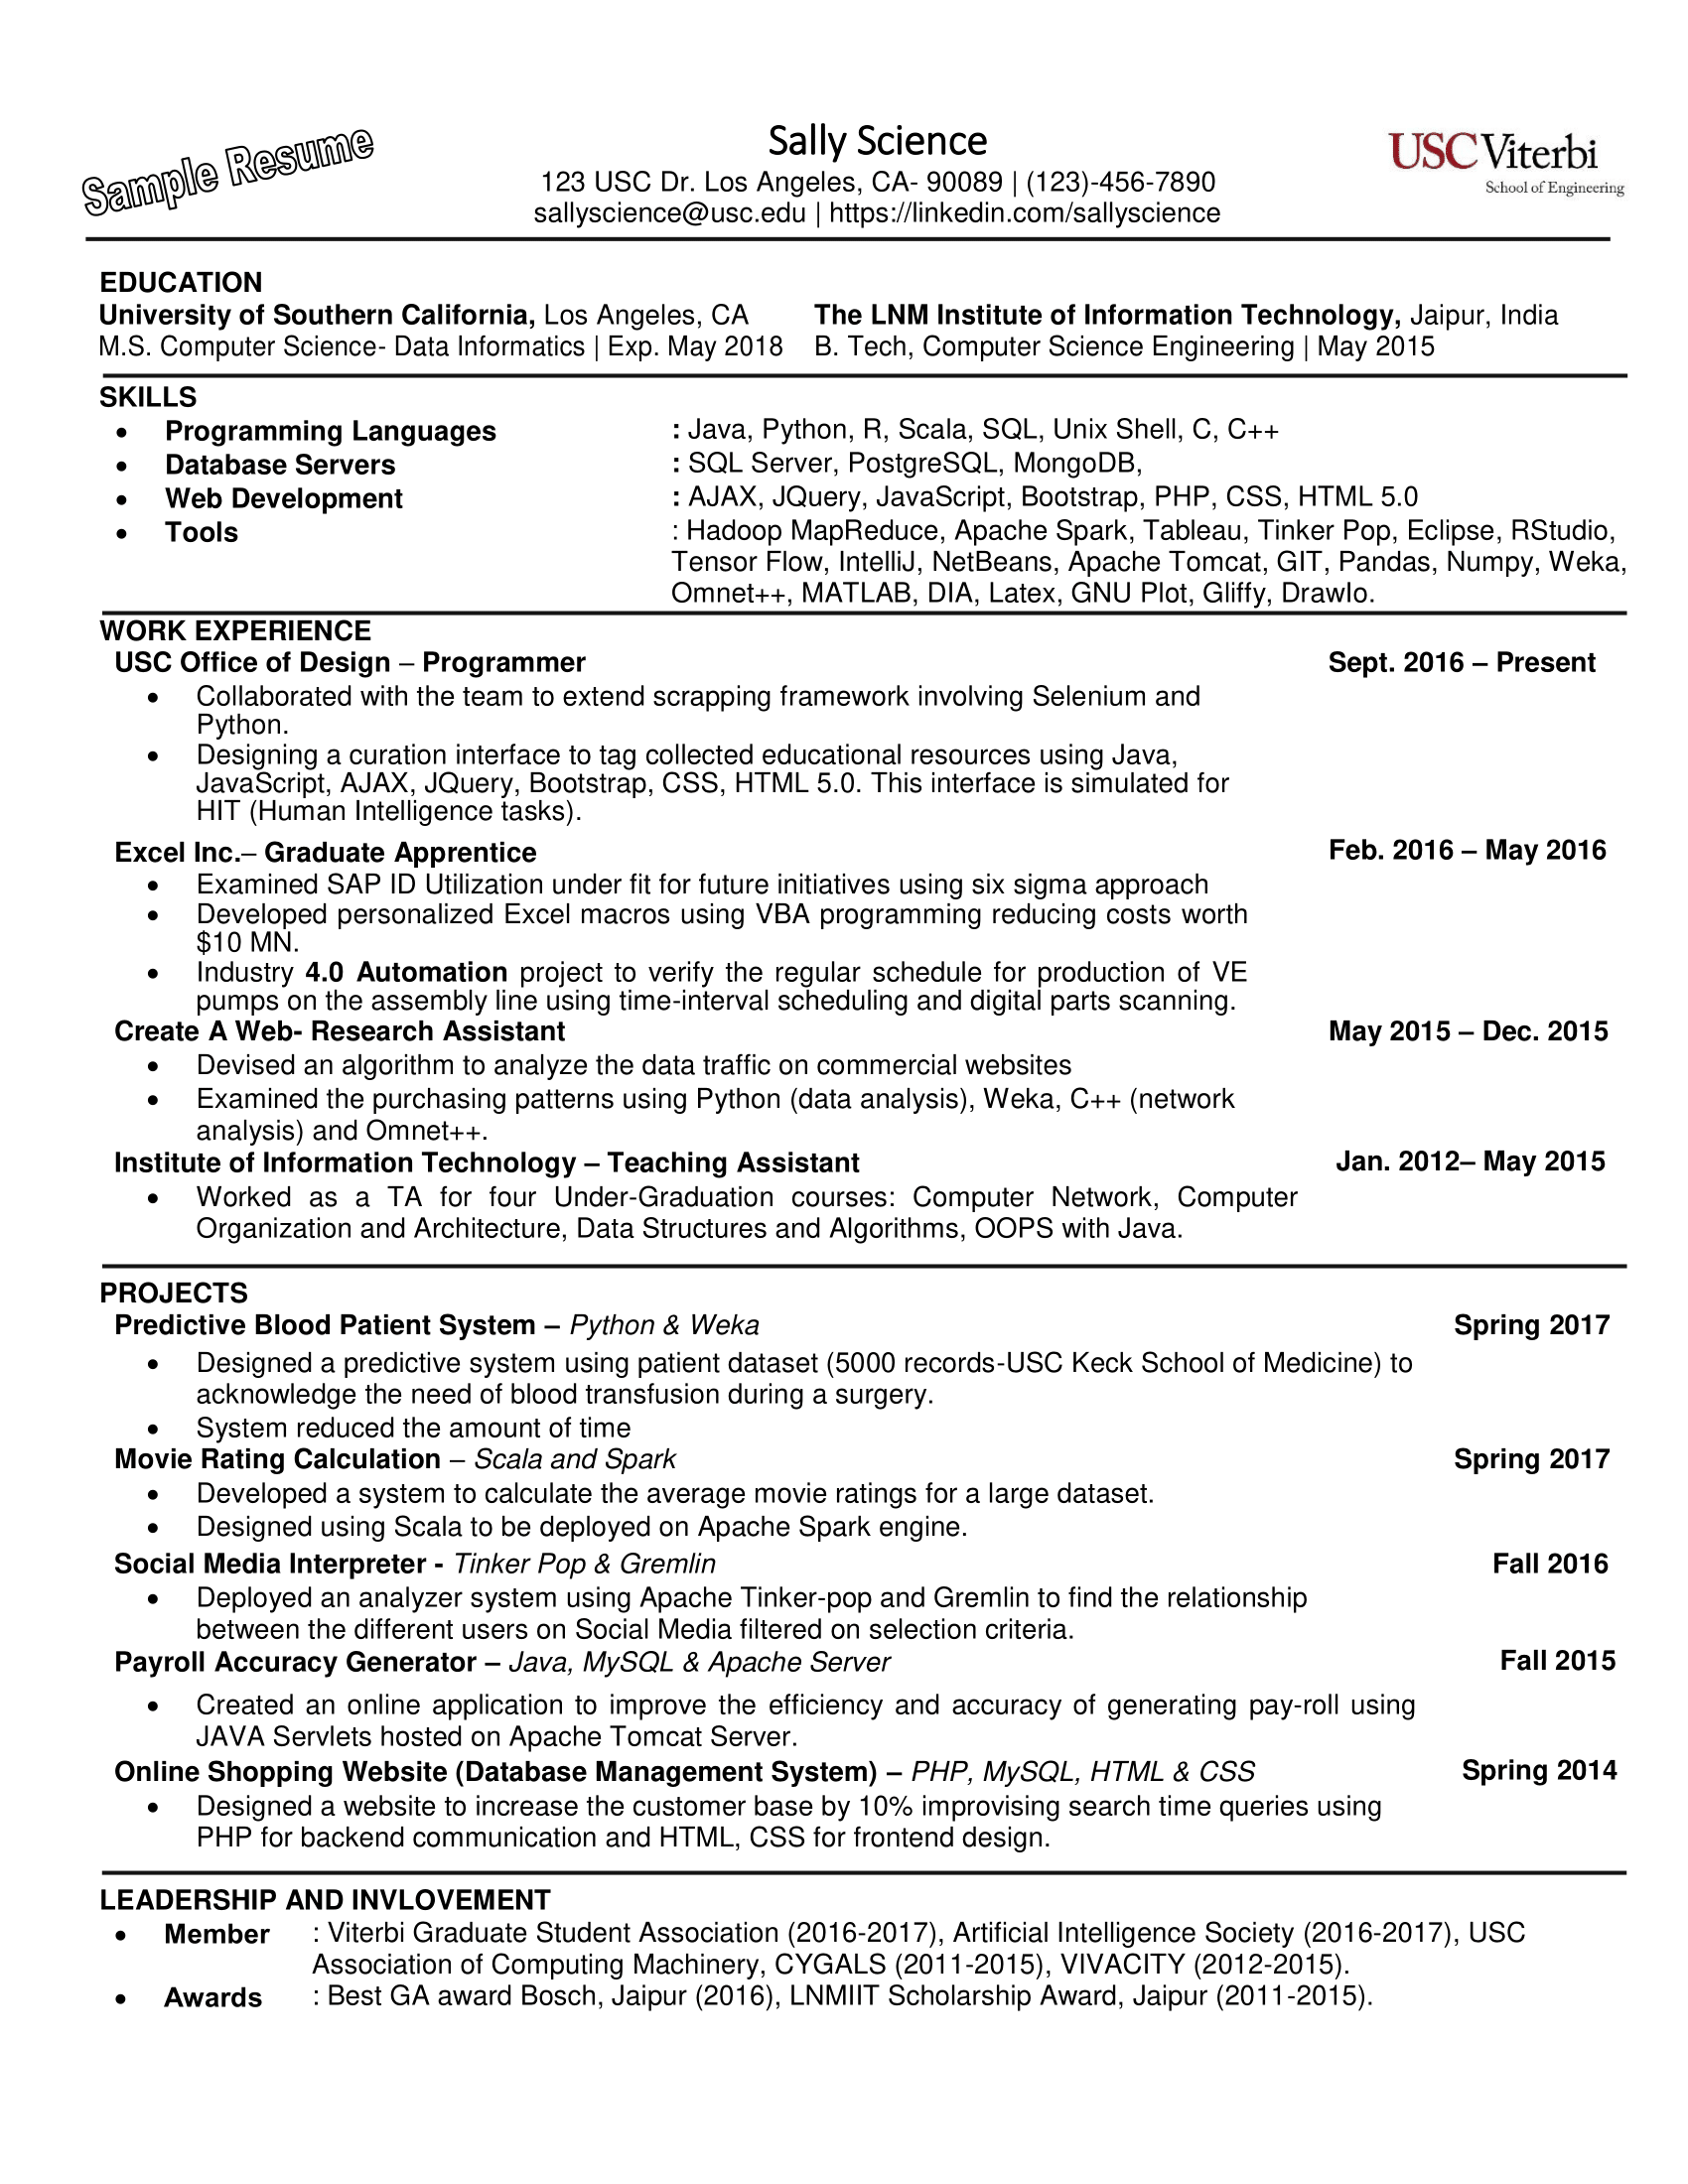 Sample Resume
Sally Science
USC Viterbi
School of Engineering
123 USC Dr. Los Angeles, CA- 90089 | (123)-456-7890
sallyscience@usc.edu | https://linkedin.com/sallyscience
EDUCATION
University of Southern California, Los Angeles, CA The LNM Institute of Information Technology, Jaipur, India
M.S. Computer Science- Data Informatics | Exp. May 2018 B. Tech, Computer Science Engineering | May 2015
SKILLS
• Programming Languages : Java, Python, R, Scala, SQL, Unix Shell, C, C++
• Database Servers : SQL Server, PostgreSQL, MongoDB,
• Web Development : AJAX, JQuery, JavaScript, Bootstrap, PHP, CSS, HTML 5.0
• Tools : Hadoop MapReduce, Apache Spark, Tableau, Tinker Pop, Eclipse, RStudio,
Tensor Flow, IntelliJ, NetBeans, Apache Tomcat, GIT, Pandas, Numpy, Weka,
Omnet++, MATLAB, DIA, Latex, GNU Plot, Gliffy, DrawIo.
WORK EXPERIENCE
USC Office of Design – Programmer Sept. 2016 – Present
• Collaborated with the team to extend scrapping framework involving Selenium and
Python.
• Designing a curation interface to tag collected educational resources using Java,
JavaScript, AJAX, JQuery, Bootstrap, CSS, HTML 5.0. This interface is simulated for
HIT (Human Intelligence tasks).
Excel Inc.– Graduate Apprentice Feb. 2016 – May 2016
• Examined SAP ID Utilization under fit for future initiatives using six sigma approach
• Developed personalized Excel macros using VBA programming reducing costs worth
$10 MN.
• Industry 4.0 Automation project to verify the regular schedule for production of VE
pumps on the assembly line using time-interval scheduling and digital parts scanning.
Create A Web- Research Assistant May 2015 – Dec. 2015
• Devised an algorithm to analyze the data traffic on commercial websites
• Examined the purchasing patterns using Python (data analysis), Weka, C++ (network
analysis) and Omnet++.
Institute of Information Technology – Teaching Assistant Jan. 2012– May 2015
• Worked as a TA for four Under-Graduation courses: Computer Network, Computer
Organization and Architecture, Data Structures and Algorithms, OOPS with Java.
PROJECTS
Predictive Blood Patient System – Python & Weka Spring 2017
• Designed a predictive system using patient dataset (5000 records-USC Keck School of Medicine) to
acknowledge the need of blood transfusion during a surgery.
• System reduced the amount of time
Movie Rating Calculation – Scala and Spark Spring 2017
• Developed a system to calculate the average movie ratings for a large dataset.
• Designed using Scala to be deployed on Apache Spark engine.
Social Media Interpreter - Tinker Pop & Gremlin Fall 2016
• Deployed an analyzer system using Apache Tinker-pop and Gremlin to find the relationship
between the different users on Social Media filtered on selection criteria.
Payroll Accuracy Generator – Java, MySQL & Apache Server Fall 2015
• Created an online application to improve the efficiency and accuracy of generating pay-roll using
JAVA Servlets hosted on Apache Tomcat Server.
Online Shopping Website (Database Management System) – PHP, MySQL, HTML & CSS Spring 2014
• Designed a website to increase the customer base by 10% improvising search time queries using
PHP for backend communication and HTML, CSS for frontend design.
LEADERSHIP AND INVLOVEMENT
• Member : Viterbi Graduate Student Association (2016-2017), Artificial Intelligence Society (2016-2017), USC
Association of Computing Machinery, CYGALS (2011-2015), VIVACITY (2012-2015).
• Awards : Best GA award Bosch, Jaipur (2016), LNMIIT Scholarship Award, Jaipur (2011-2015).